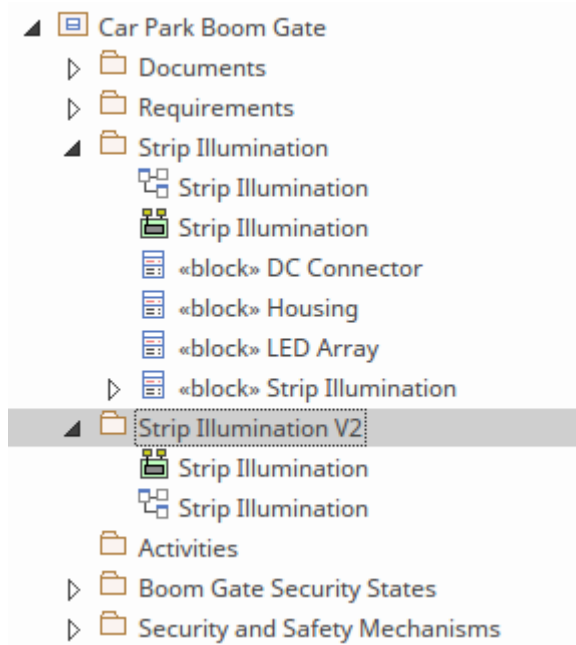 Car Park Boom Gate
Documents
Requirements
Strip Illumination
Strip Illumination
Strip Illumination
«block» DC Connector
«block» Housing
«block» LED Array
«block» Strip Illumination
Strip Illumination V2
Strip Illumination
Strip Illumination
Activities
Boom Gate Security States
Security and Safety Mechanisms